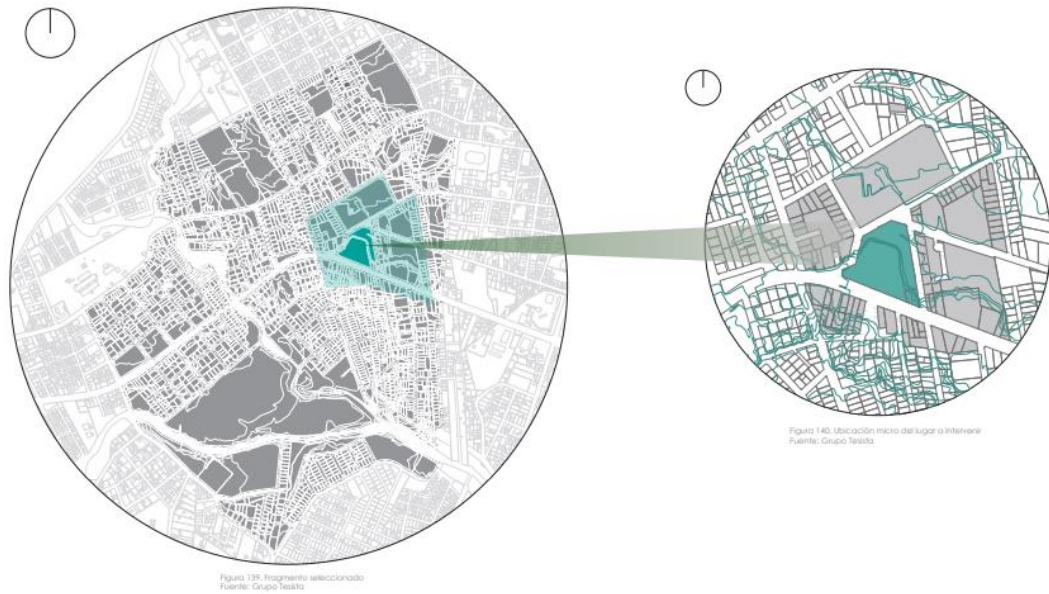 Figura 140. Ubicación micro del lugar a intervenir
Fuente: Grupo Tesista
Figura 139. Fragmento seleccionado
Fuente: Grupo Tesista